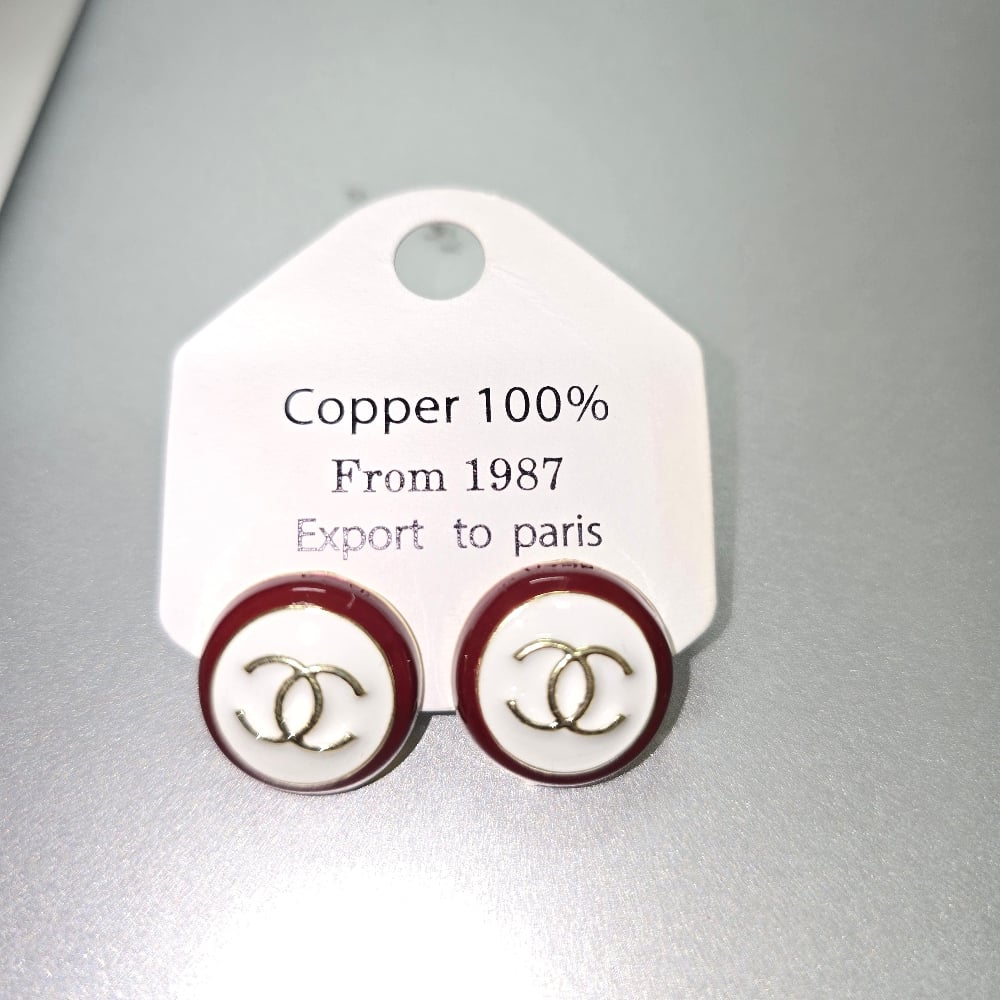 Copper 100%
From 1987
Export to paris